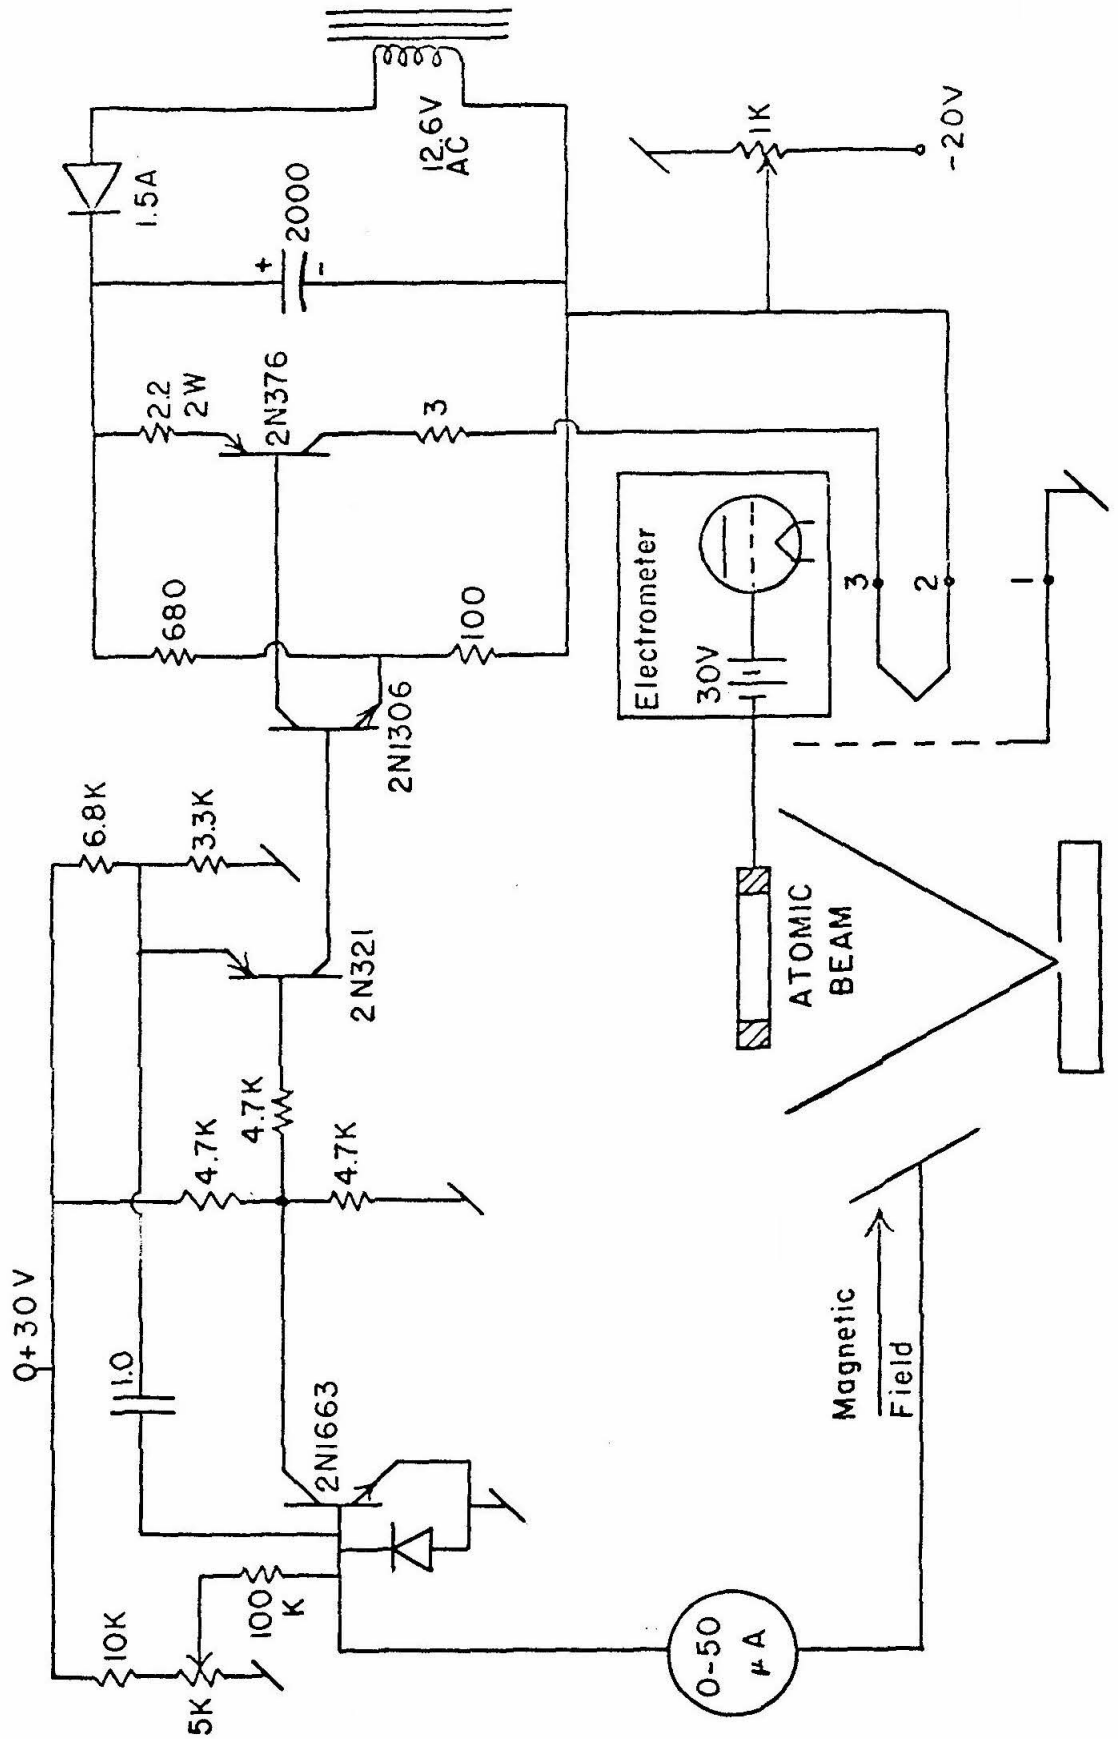 O+30V
10K
5K
100
K
1.0
2N1663
4.7K
4.7K
4.7K
2N321
6.8K
3.3K
2N1306
680
100
2.2
2W
2N376
3
1.5A
+
2000
-
12.6V
AC
1K
-20V
Electrometer
30V
3
2
1
ATOMIC
BEAM
Magnetic
Field
0-50
μA